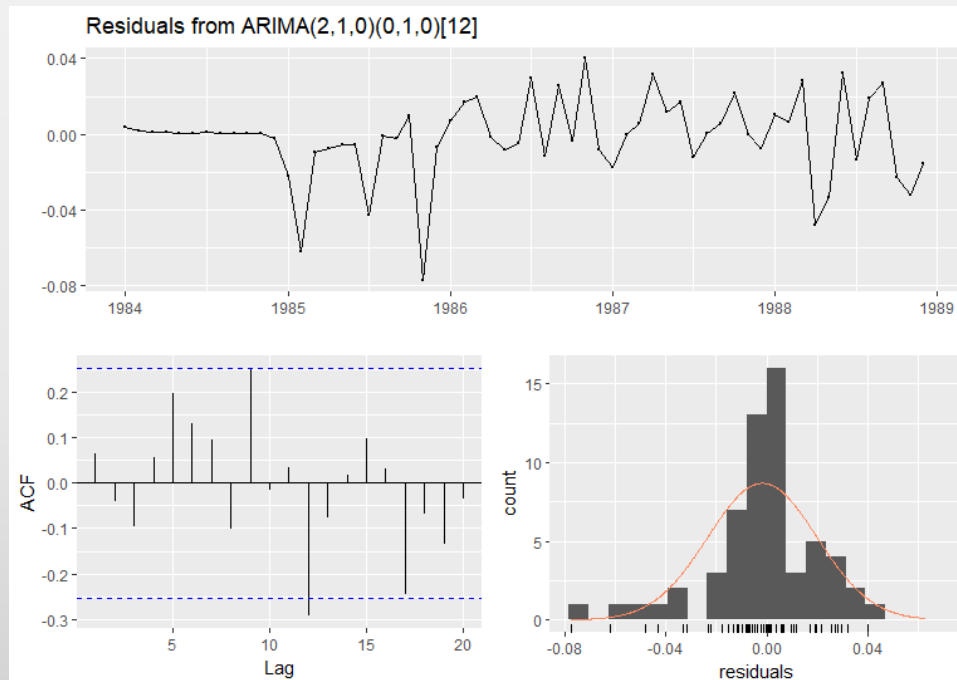 Residuals from ARIMA(2,1,0)(0,1,0)[12]
0.04
0.00
-0.04
-0.08
1984 1985 1986 1987 1988 1989
ACF
0.2
0.1
0.0
-0.1
-0.2
-0.3
5 10 15 20
Lag
count
15
10
5
0
-0.08 -0.04 0.00 0.04
residuals